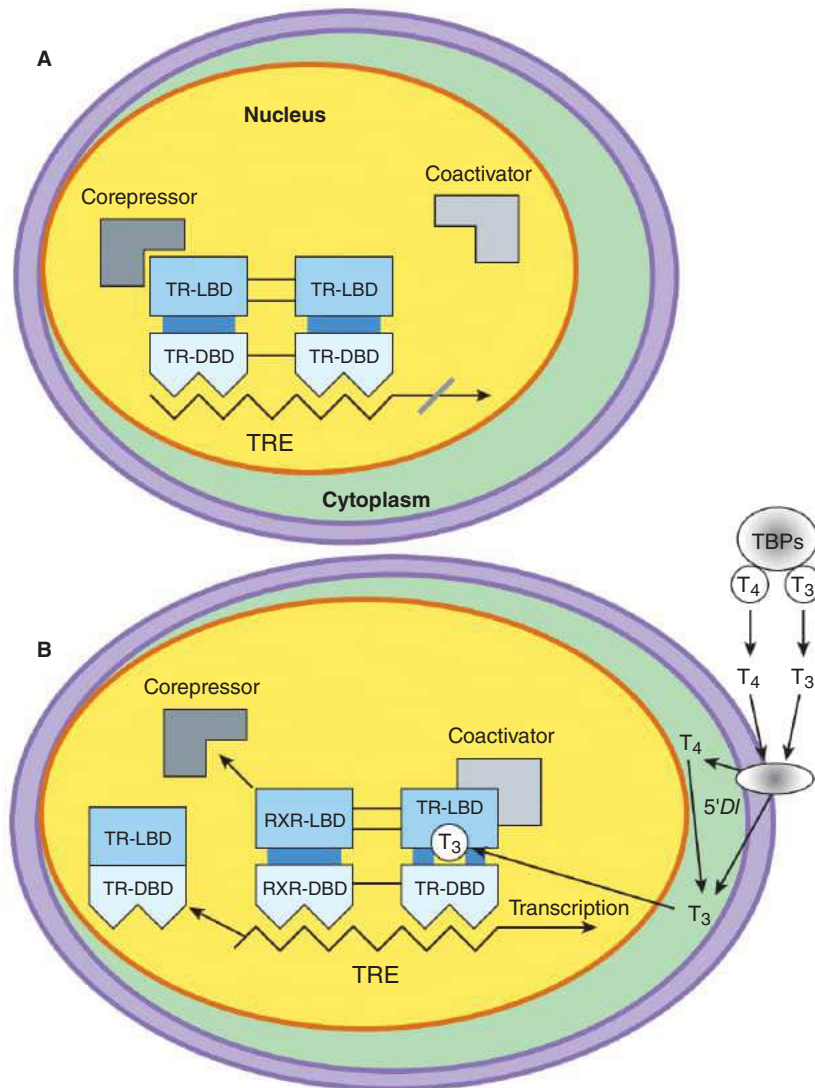 A
Nucleus
Corepressor
Coactivator
TR-LBD
TR-LBD
TR-DBD
TR-DBD
TRE
Cytoplasm
TBPs
T4
T3
B
T4
T3
Corepressor
Coactivator
T4
5'DI
TR-LBD
RXR-LBD
TR-LBD
T3
TR-DBD
RXR-DBD
TR-DBD
Transcription
T3
TRE